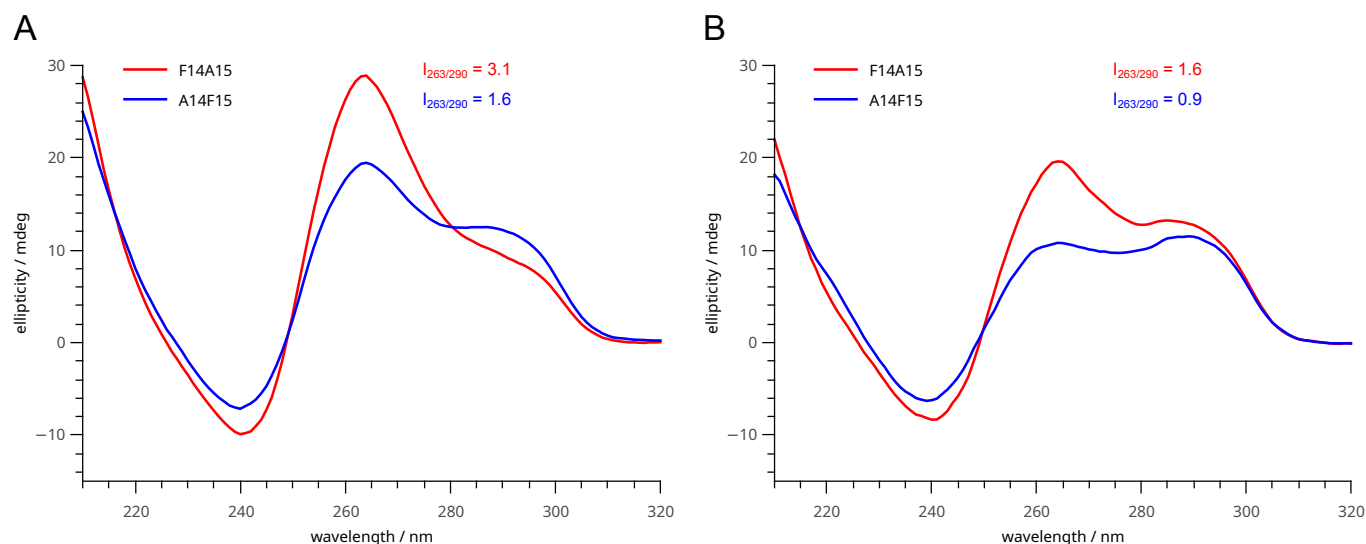 A
F14A15
I263/290 = 3.1
A14F15
I263/290 = 1.6
30
20
10
0
−10
ellipticity / mdeg
220
240
260
280
300
320
wavelength / nm
B
F14A15
I263/290 = 1.6
A14F15
I263/290 = 0.9
30
20
10
0
−10
ellipticity / mdeg
220
240
260
280
300
320
wavelength / nm